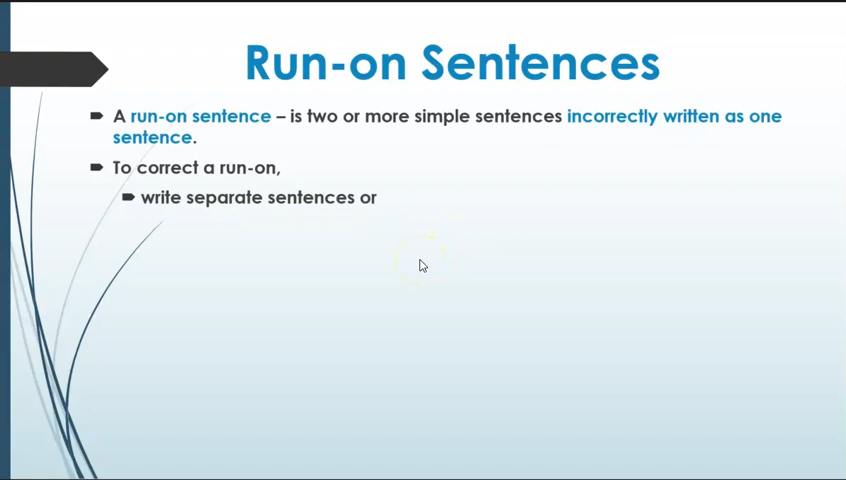 Run-on Sentences
A run-on sentence – is two or more simple sentences incorrectly written as one
sentence.
To correct a run-on,
write separate sentences or